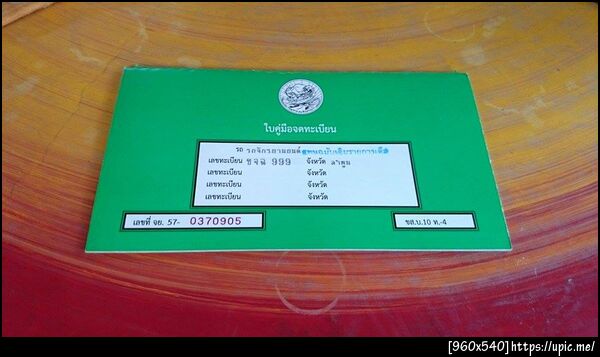 ใบคู่มือจดทะเบียน
รถ รถจักรยานยนต์
เลขทะเบียน ขจฉ 999 จังหวัด ลำพูน
เลขทะเบียน จังหวัด
เลขทะเบียน จังหวัด
เลขทะเบียน จังหวัด
เลขที่ จย. 57- 0370905
ขส.บ.10 ท.-4
[960x540] https://upic.me/